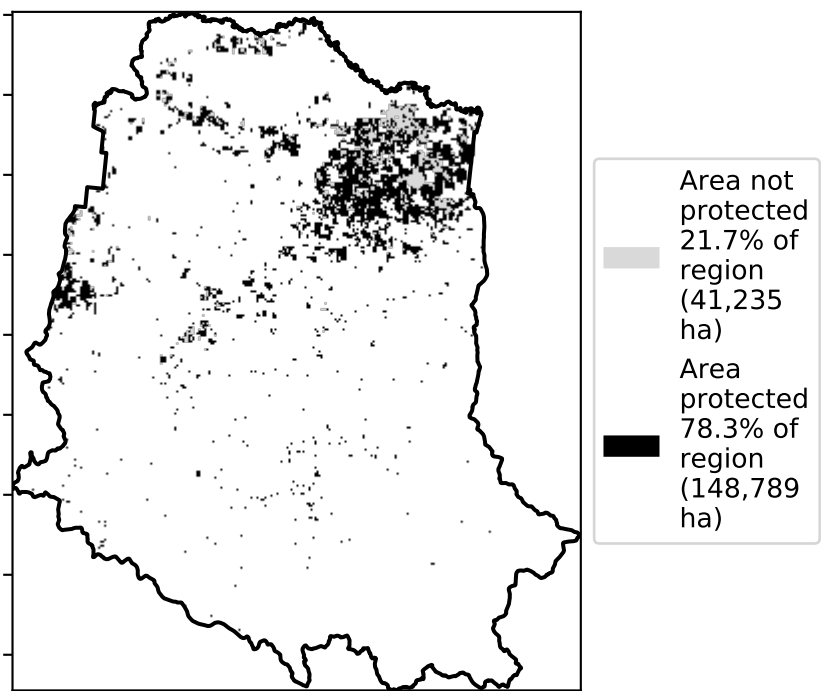 Area not
protected
21.7% of
region
(41,235
ha)
Area
protected
78.3% of
region
(148,789
ha)